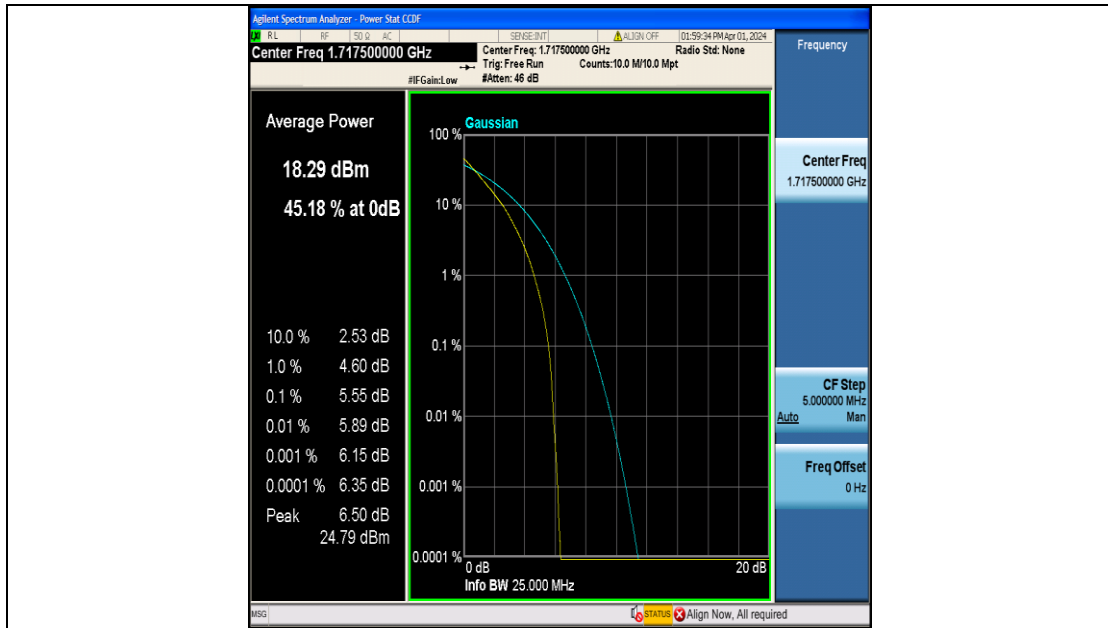 Agilent Spectrum Analyzer - Power Stat CCDF
RL RF 50 Ω AC SENSE:INT ALIGN OFF 01:59:34 PM Apr 01, 2024
Center Freq 1.717500000 GHz
Center Freq: 1.717500000 GHz Radio Std: None
Trig: Free Run Counts:10.0 M/10.0 Mpt
#IFGain:Low #Atten: 46 dB
Frequency
Average Power
18.29 dBm
45.18 % at 0dB
10.0 % 2.53 dB
1.0 % 4.60 dB
0.1 % 5.55 dB
0.01 % 5.89 dB
0.001 % 6.15 dB
0.0001 % 6.35 dB
Peak 6.50 dB
24.79 dBm
Gaussian
100 %
10 %
1 %
0.1 %
0.01 %
0.001 %
0.0001 %
0 dB 20 dB
Info BW 25.000 MHz
Center Freq
1.717500000 GHz
CF Step
5.000000 MHz
Auto Man
Freq Offset
0 Hz
MSG STATUS Align Now, All required